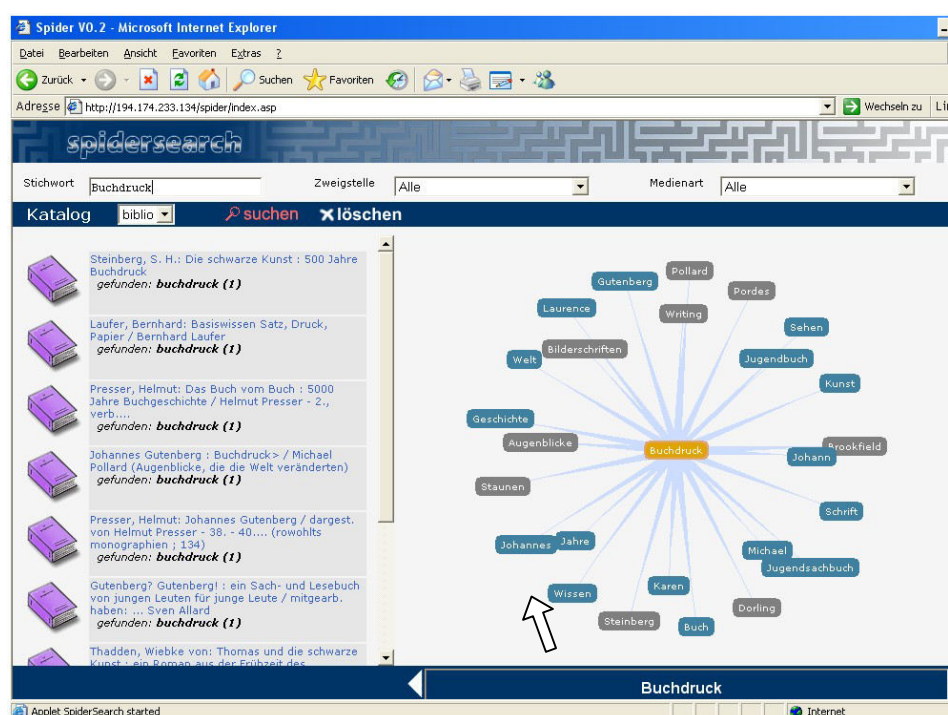 Spider V0.2 - Microsoft Internet Explorer
Datei Bearbeiten Ansicht Favoriten Extras ?
Zurück Suchen Favoriten
Adresse http://194.174.233.134/spider/index.asp Wechseln zu
spidersearch
Stichwort Buchdruck Zweigstelle Alle Medienart Alle
Katalog biblio suchen löschen
Steinberg, S. H.: Die schwarze Kunst : 500 Jahre
Buchdruck
gefunden: buchdruck (1)
Laufer, Bernhard: Basiswissen Satz, Druck,
Papier / Bernhard Laufer
gefunden: buchdruck (1)
Presser, Helmut: Das Buch vom Buch : 5000
Jahre Buchgeschichte / Helmut Presser - 2.,
verb....
gefunden: buchdruck (1)
Johannes Gutenberg : Buchdruck> / Michael
Pollard (Augenblicke, die die Welt veränderten)
gefunden: buchdruck (1)
Presser, Helmut: Johannes Gutenberg / dargest.
von Helmut Presser - 38. - 40.... (rowohlts
monographien ; 134)
gefunden: buchdruck (1)
Gutenberg? Gutenberg! : ein Sach- und Lesebuch
von jungen Leuten für junge Leute / mitgearb.
haben: ... Sven Allard
gefunden: buchdruck (1)
Thadden, Wiebke von: Thomas und die schwarze
Kunst : ein Roman aus der Frühzeit des
Pollard
Gutenberg
Pordes
Laurence
Writing
Sehen
Bilderschriften
Welt
Jugendbuch
Kunst
Geschichte
Augenblicke
Buchdruck
Brookfield
Johann
Staunen
Schrift
Johannes
Jahre
Michael
Jugendsachbuch
Karen
Wissen
Dorling
Steinberg
Buch
Buchdruck
Applet SpiderSearch started Internet